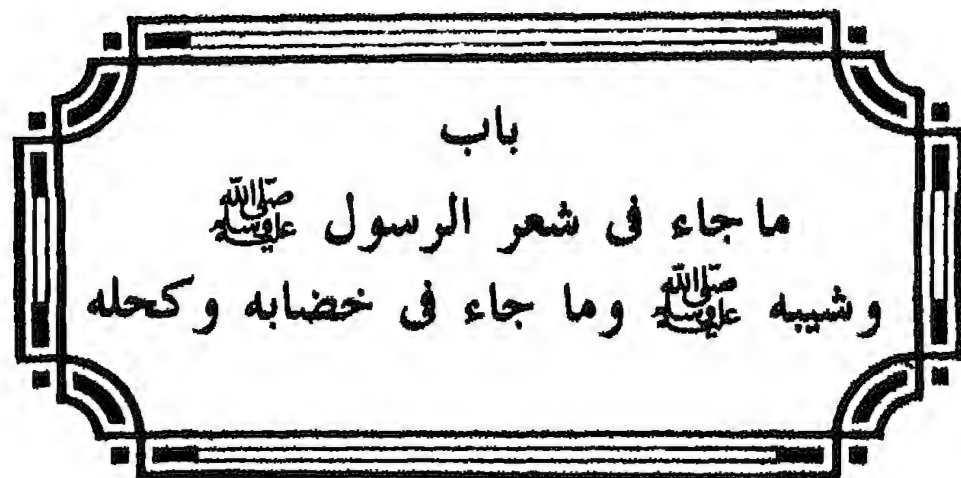 باب
ما جاء فى شعر الرسول ﷺ
وشيبه ﷺ وما جاء فى خضابه وكحله